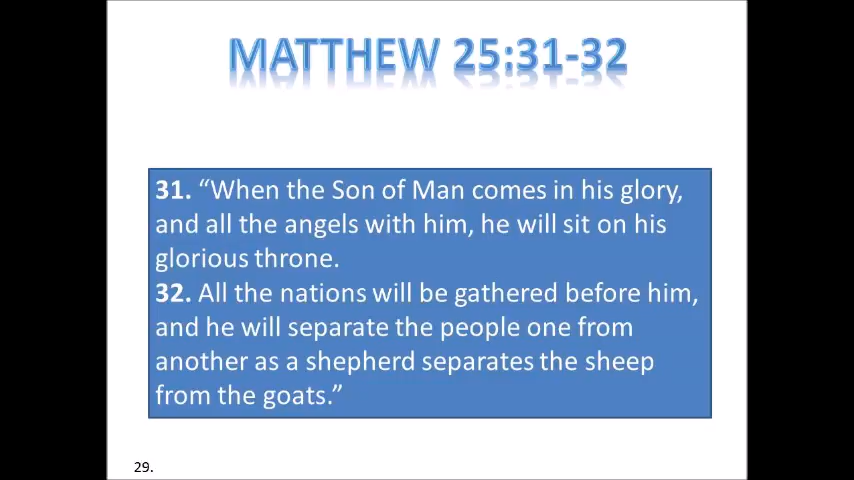 MATTHEW 25:31-32
31. “When the Son of Man comes in his glory,
and all the angels with him, he will sit on his
glorious throne.
32. All the nations will be gathered before him,
and he will separate the people one from
another as a shepherd separates the sheep
from the goats.”
29.